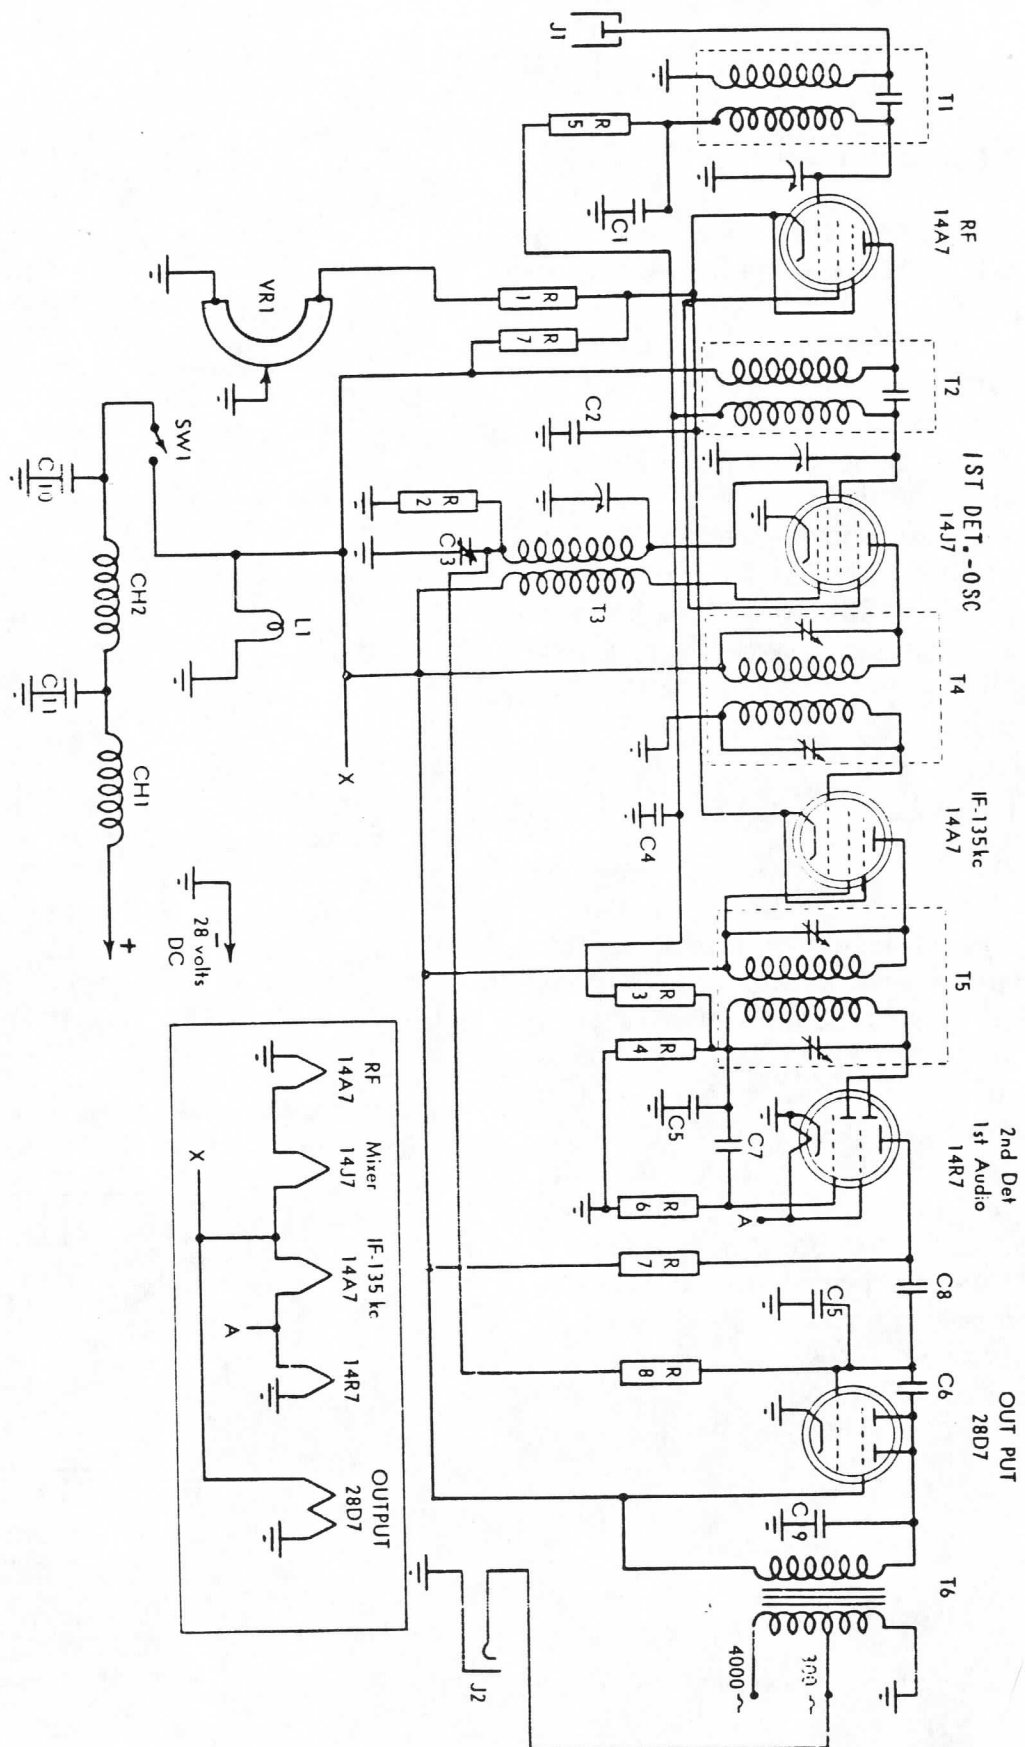 J1
T1
RF
14A7
T2
1ST DET.-OSC
14J7
T4
IF-135kc
14A7
T5
2nd Det
1st Audio
14R7
C8
C6
OUT PUT
28D7
T6
R
5
C1
VR1
R
1
R
7
C2
R
2
C3
T3
C4
R
3
R
4
C5
C7
R
6
A
R
7
C5
R
8
C19
300~
4000~
J2
SW1
C10
CH2
L1
C11
CH1
X
+
−
28 volts
DC
RF
14A7
Mixer
14J7
IF-135 kc
14A7
14R7
OUTPUT
28D7
X
A